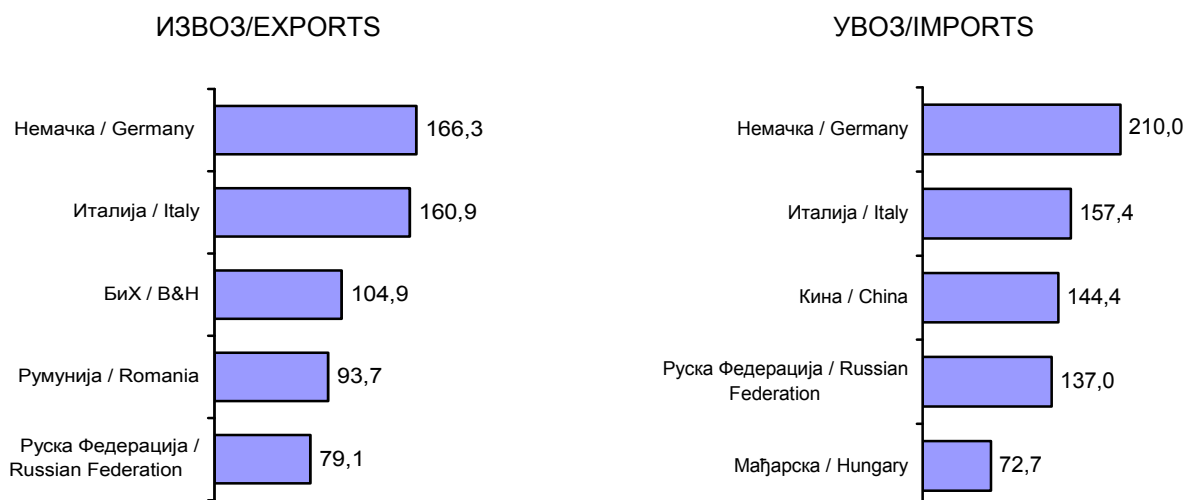 ИЗВОЗ/EXPORTS
Немачка / Germany
166,3
Италија / Italy
160,9
БиХ / B&H
104,9
Румунија / Romania
93,7
Руска Федерација /
Russian Federation
79,1
УВОЗ/IMPORTS
Немачка / Germany
210,0
Италија / Italy
157,4
Кина / China
144,4
Руска Федерација / Russian
Federation
137,0
Мађарска / Hungary
72,7